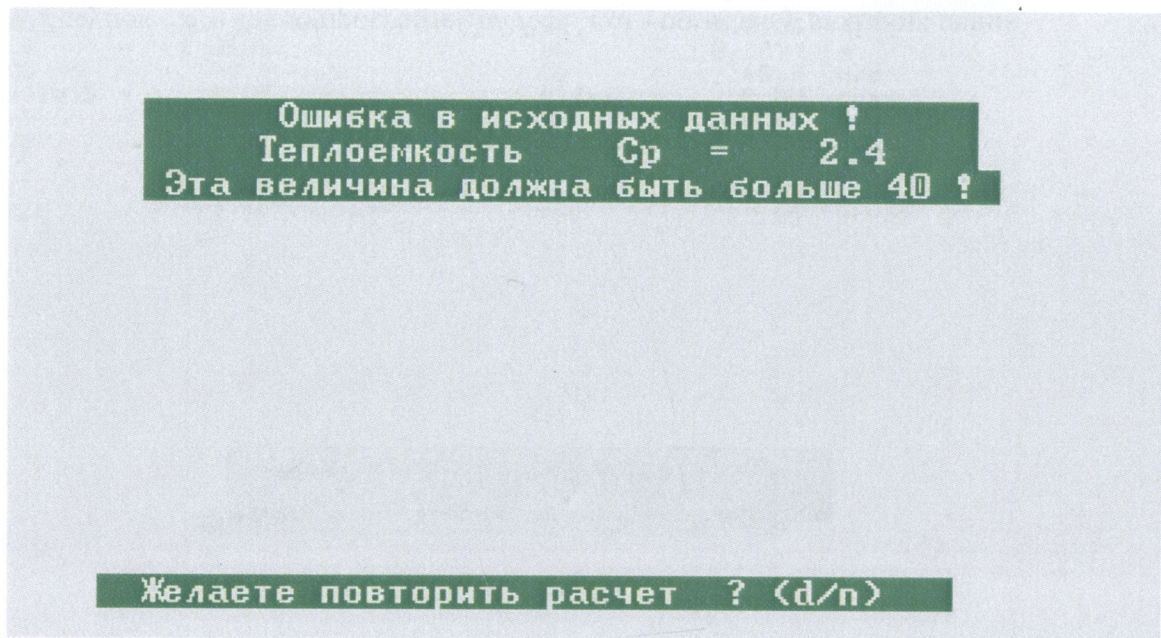 Ошибка в исходных данных !
Теплоемкость Cp = 2.4
Эта величина должна быть больше 40 !
Желаете повторить расчет ? (d/n)